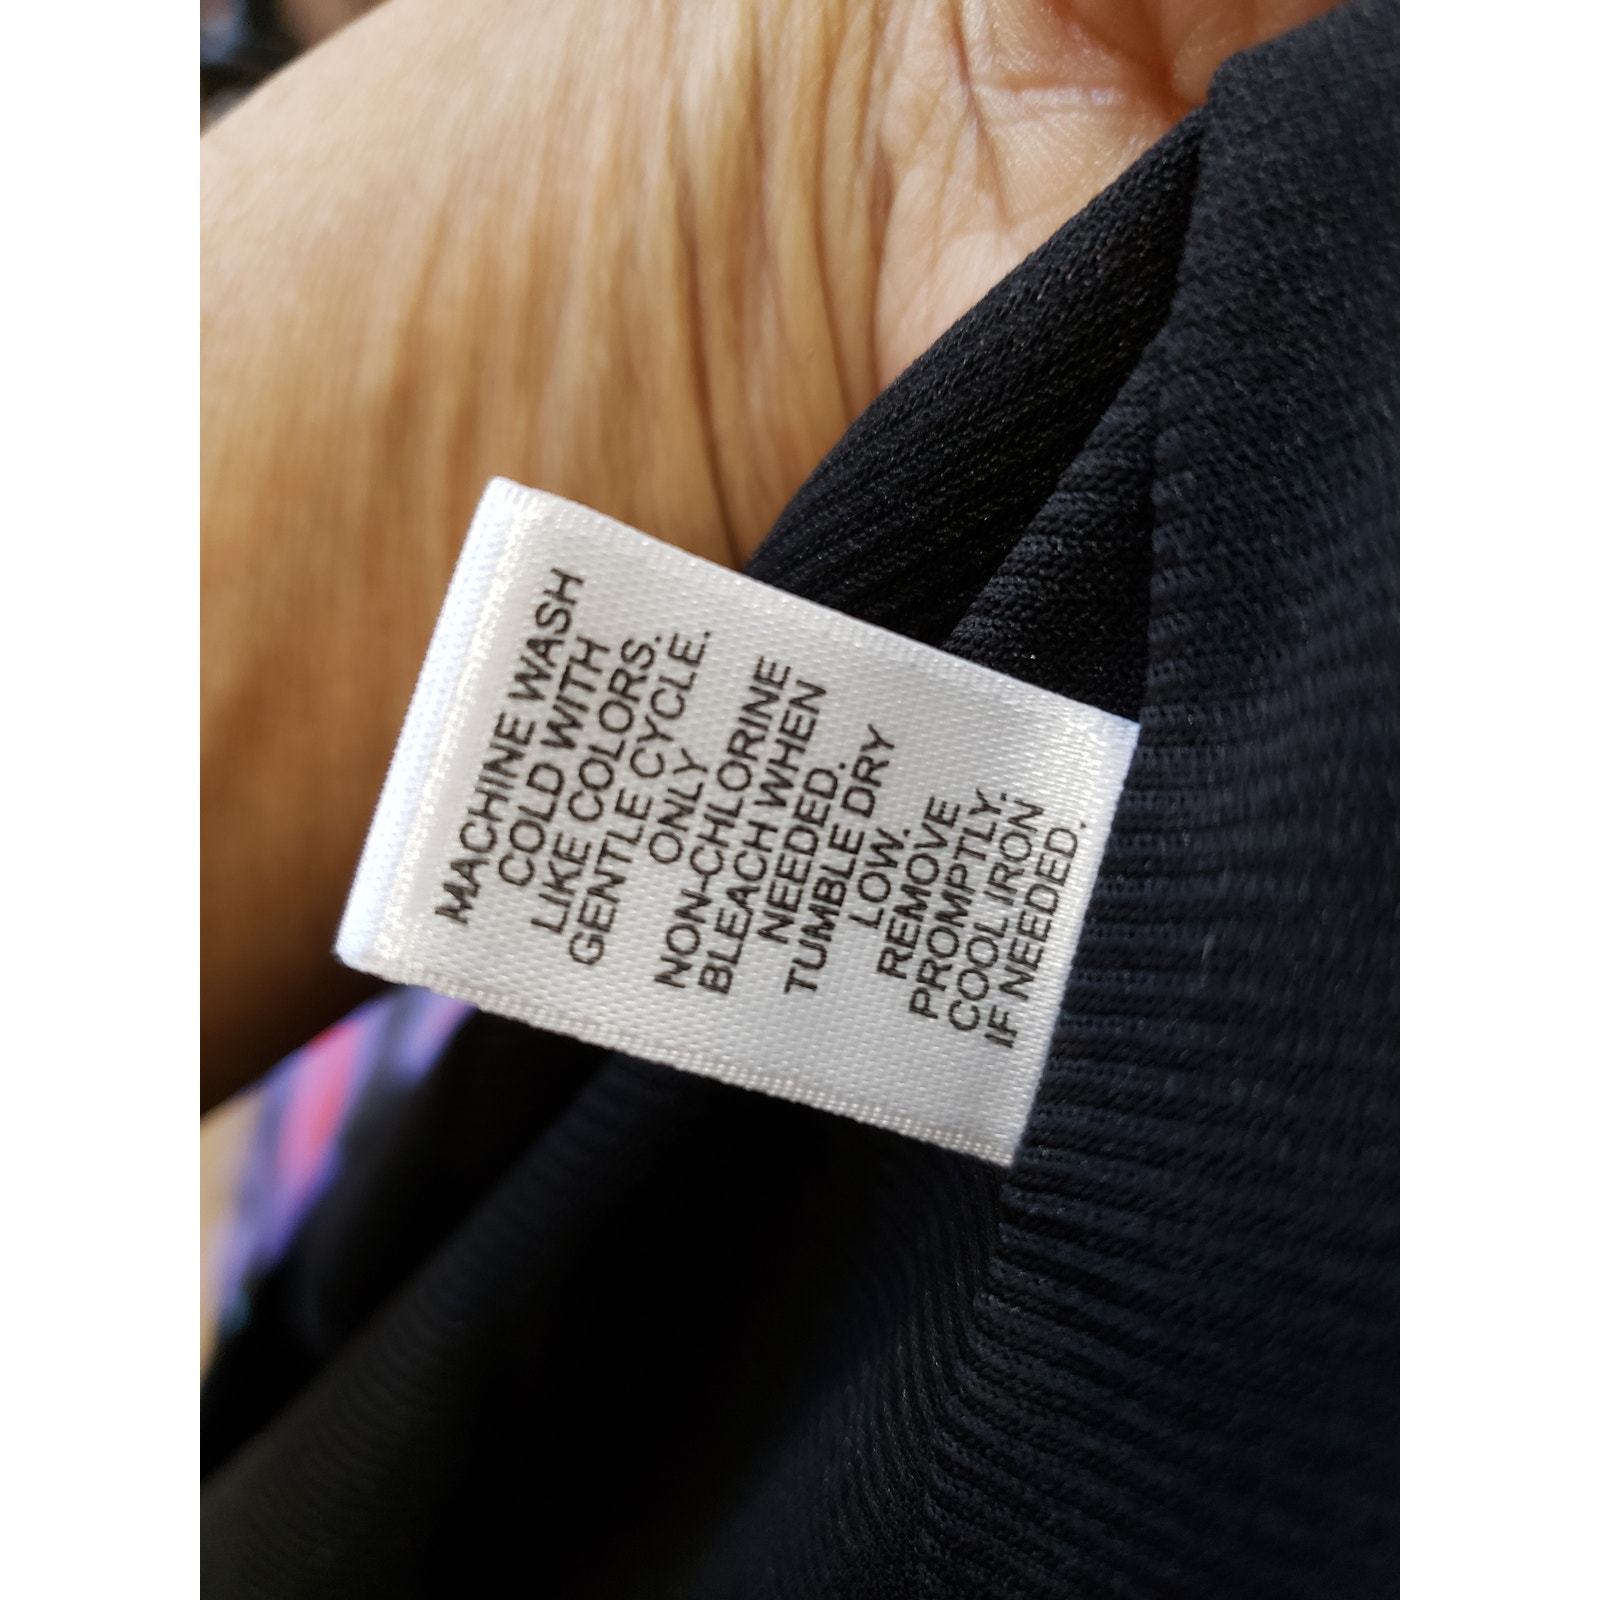 MACHINE WASH
COLD WITH
LIKE COLORS.
GENTLE CYCLE.
ONLY
NON-CHLORINE
BLEACH WHEN
NEEDED.
TUMBLE DRY
LOW.
REMOVE
PROMPTLY.
COOL IRON
IF NEEDED.